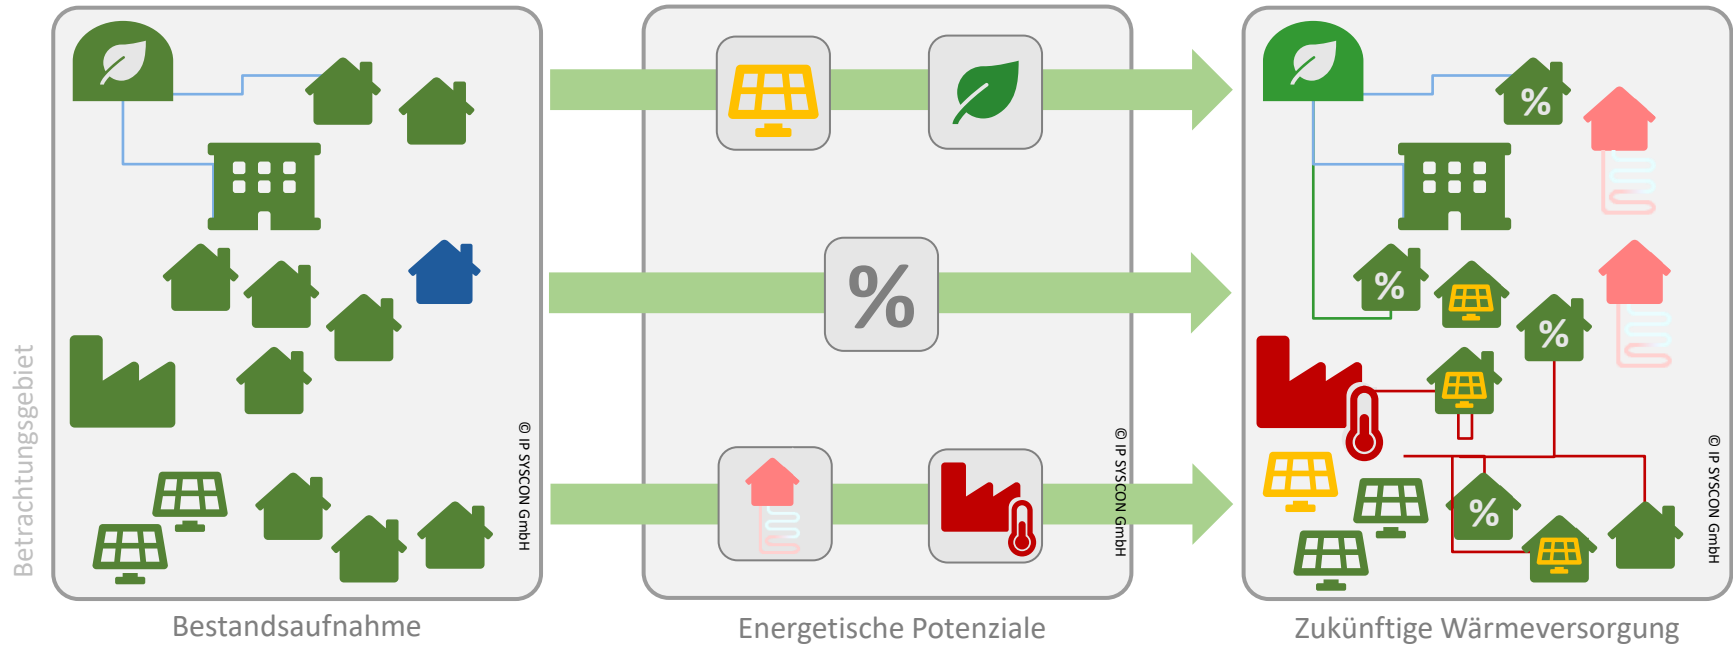 Betrachtungsgebiet
© IP SYSCON GmbH
Bestandsaufnahme
%
© IP SYSCON GmbH
Energetische Potenziale
%
%
%
%
© IP SYSCON GmbH
Zukünftige Wärmeversorgung